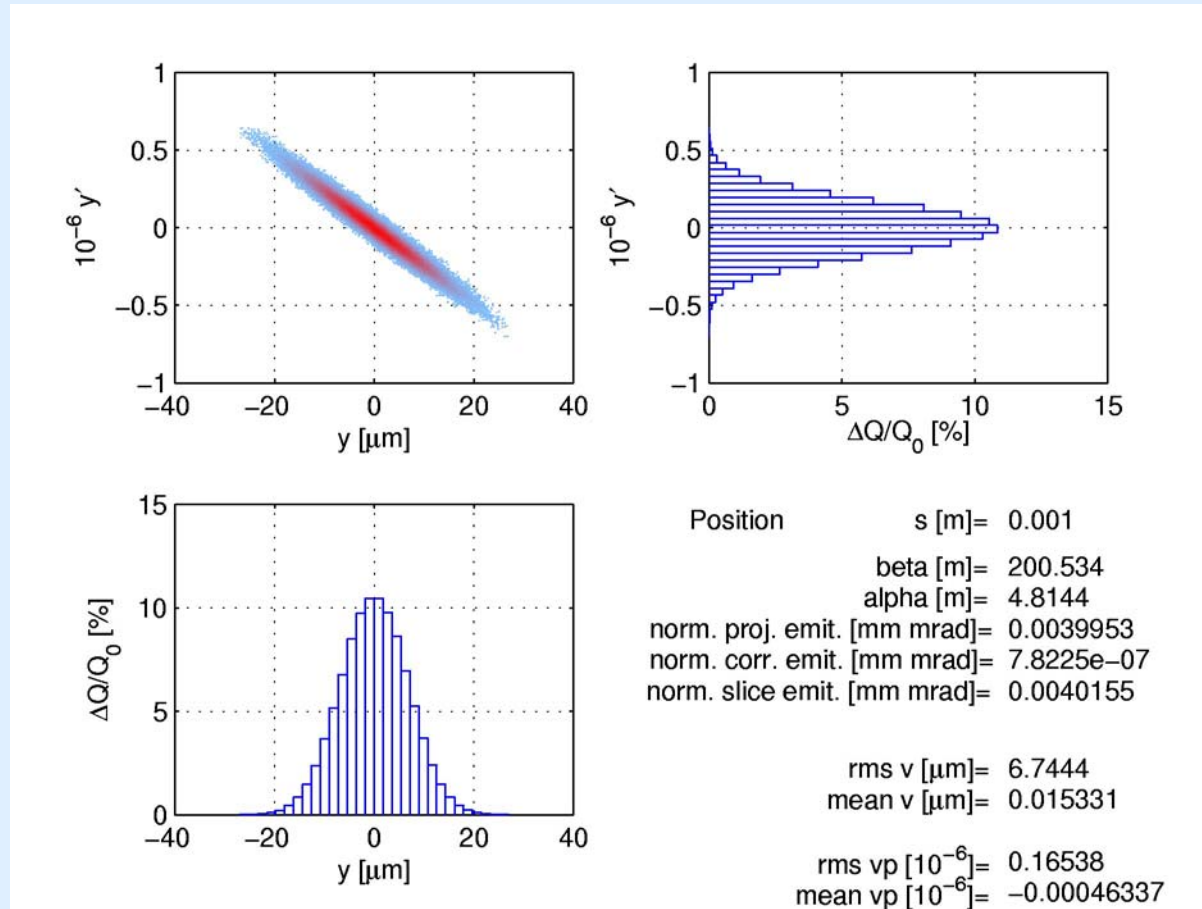 1
0.5
0
−0.5
−1
10−6 y′
−40 −20 0 20 40
y [μm]
1
0.5
0
−0.5
−1
10−6 y′
0 5 10 15
ΔQ/Q0 [%]
15
10
5
0
ΔQ/Q0 [%]
−40 −20 0 20 40
y [μm]
Position s [m]= 0.001
beta [m]= 200.534
alpha [m]= 4.8144
norm. proj. emit. [mm mrad]= 0.0039953
norm. corr. emit. [mm mrad]= 7.8225e−07
norm. slice emit. [mm mrad]= 0.0040155
rms v [μm]= 6.7444
mean v [μm]= 0.015331
rms vp [10−6]= 0.16538
mean vp [10−6]= −0.00046337